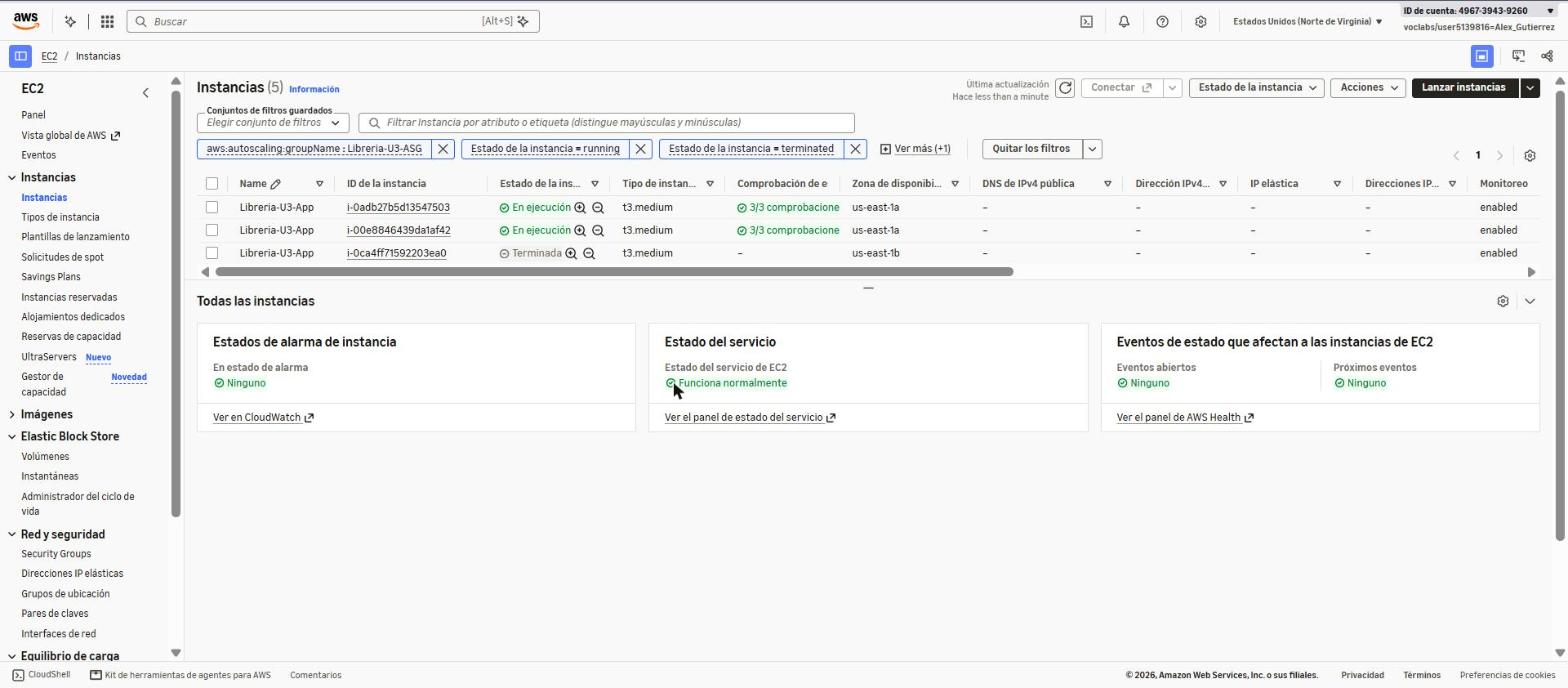 aws
Buscar
[Alt+S]
Estados Unidos (Norte de Virginia)
ID de cuenta: 4967-3943-9260
voclabs/user5139816=Alex_Gutierrez
EC2 / Instancias
EC2
Panel
Vista global de AWS
Eventos
Instancias
Instancias
Tipos de instancia
Plantillas de lanzamiento
Solicitudes de spot
Savings Plans
Instancias reservadas
Alojamientos dedicados
Reservas de capacidad
UltraServers Nuevo
Gestor de capacidad Novedad
Imágenes
Elastic Block Store
Volúmenes
Instantáneas
Administrador del ciclo de vida
Red y seguridad
Security Groups
Direcciones IP elásticas
Grupos de ubicación
Pares de claves
Interfaces de red
Equilibrio de carga
Instancias (5) Información
Última actualización
Hace less than a minute
Conectar
Estado de la instancia
Acciones
Lanzar instancias
Conjuntos de filtros guardados
Elegir conjunto de filtros
Filtrar Instancia por atributo o etiqueta (distingue mayúsculas y minúsculas)
aws:autoscaling:groupName : Libreria-U3-ASG
Estado de la instancia = running
Estado de la instancia = terminated
Ver más (+1)
Quitar los filtros
1
Name ID de la instancia Estado de la ins... Tipo de instan... Comprobación de e Zona de disponibi... DNS de IPv4 pública Dirección IPv4... IP elástica Direcciones IP... Monitoreo
Libreria-U3-App i-0adb27b5d13547503 En ejecución t3.medium 3/3 comprobacione us-east-1a – – – – enabled
Libreria-U3-App i-00e8846439da1af42 En ejecución t3.medium 3/3 comprobacione us-east-1a – – – – enabled
Libreria-U3-App i-0ca4ff71592203ea0 Terminada t3.medium – us-east-1b – – – – enabled
Todas las instancias
Estados de alarma de instancia
En estado de alarma
Ninguno
Ver en CloudWatch
Estado del servicio
Estado del servicio de EC2
Funciona normalmente
Ver el panel de estado del servicio
Eventos de estado que afectan a las instancias de EC2
Eventos abiertos
Ninguno
Próximos eventos
Ninguno
Ver el panel de AWS Health
CloudShell
Kit de herramientas de agentes para AWS
Comentarios
© 2026, Amazon Web Services, Inc. o sus filiales.
Privacidad
Términos
Preferencias de cookies